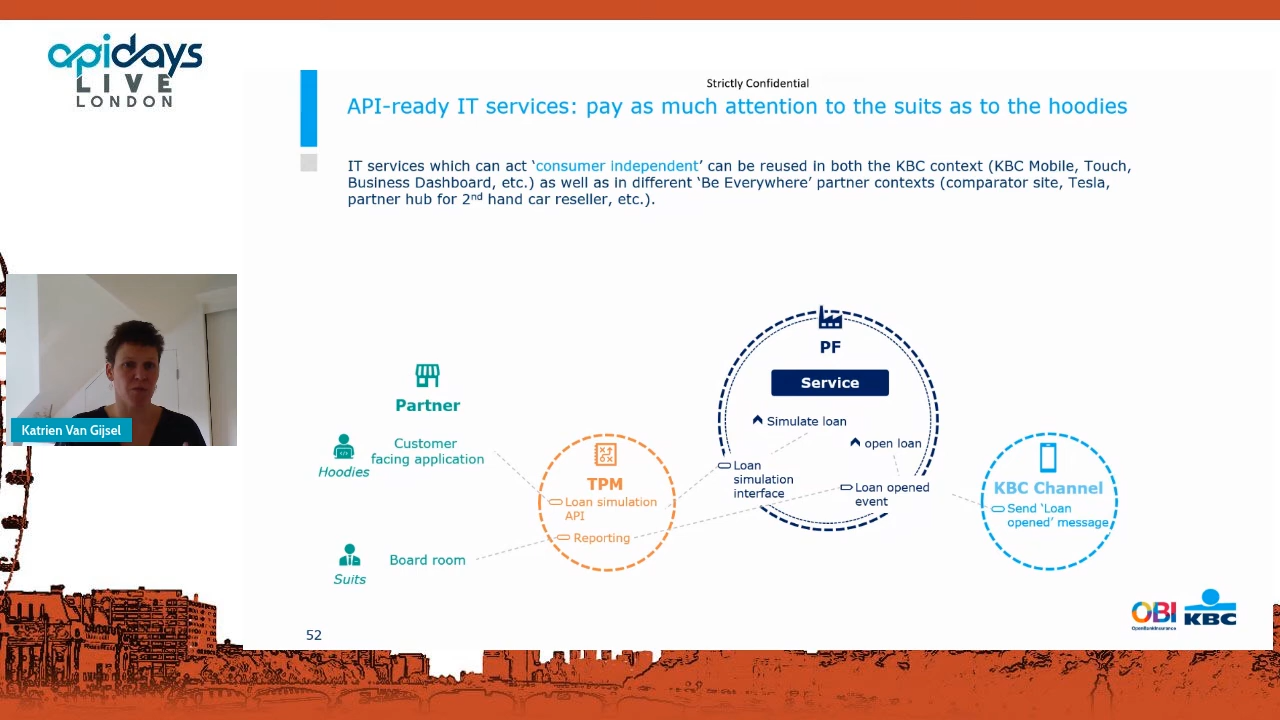 apidays
LIVE
LONDON
Strictly Confidential
API-ready IT services: pay as much attention to the suits as to the hoodies
IT services which can act ‘consumer independent’ can be reused in both the KBC context (KBC Mobile, Touch,
Business Dashboard, etc.) as well as in different ‘Be Everywhere’ partner contexts (comparator site, Tesla,
partner hub for 2nd hand car reseller, etc.).
Katrien Van Gijsel
Partner
Hoodies
Customer
facing application
Suits
Board room
TPM
Loan simulation
API
Reporting
PF
Service
Simulate loan
open loan
Loan
simulation
interface
Loan opened
event
KBC Channel
Send ‘Loan
opened’ message
OBI
OpenBankInsurance
KBC
52